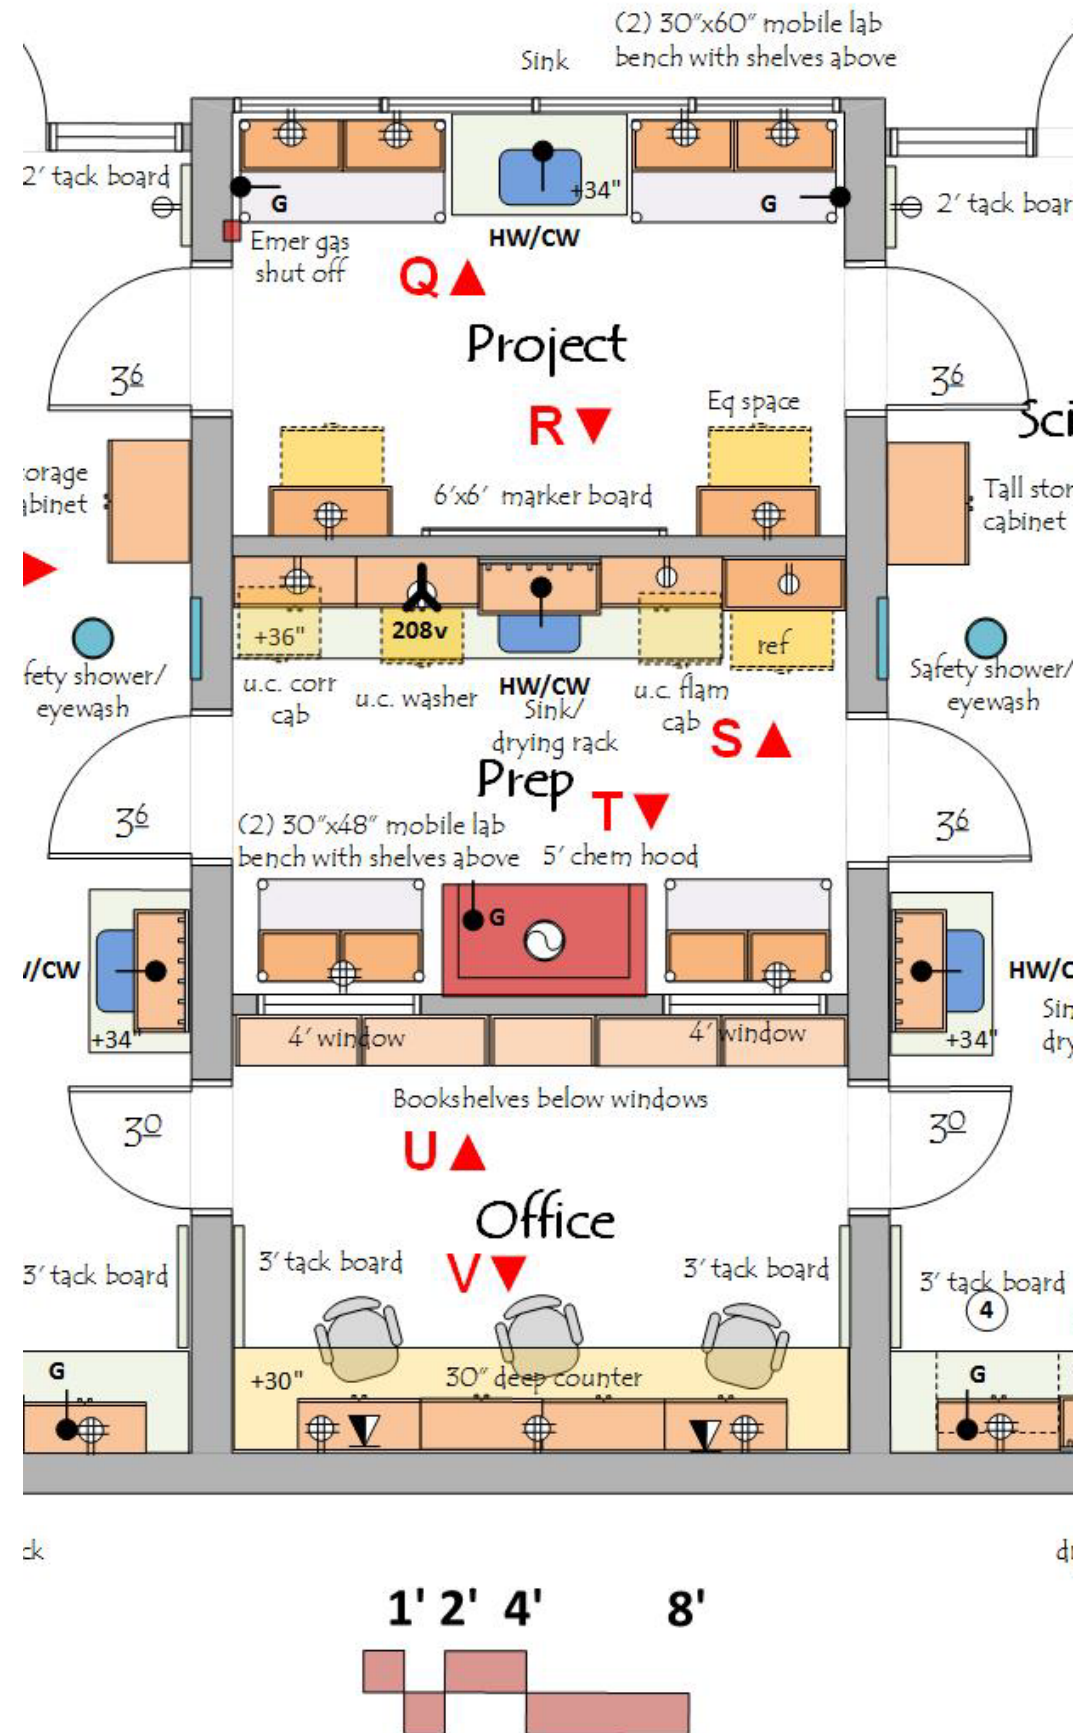 (2) 30"x60" mobile lab
bench with shelves above
Sink
2' tack board
G
+34"
G
2' tack boar
HW/CW
Emer gas
shut off
Q
Project
36
36
Eq space
R
Sci
orage
abinet
6'x6' marker board
Tall stor
cabinet
+36"
208v
ref
fety shower/
eyewash
u.c. corr
cab
u.c. washer
HW/CW
Sink/
drying rack
u.c. flam
cab
Safety shower/
eyewash
S
Prep
T
36
36
(2) 30"x48" mobile lab
bench with shelves above
5' chem hood
G
/CW
HW/C
Sin
dry
+34"
+34"
4' window
4' window
Bookshelves below windows
30
30
U
Office
V
3' tack board
3' tack board
3' tack board
3' tack board
4
G
+30"
30" deep counter
G
ck
dr
1' 2' 4' 8'